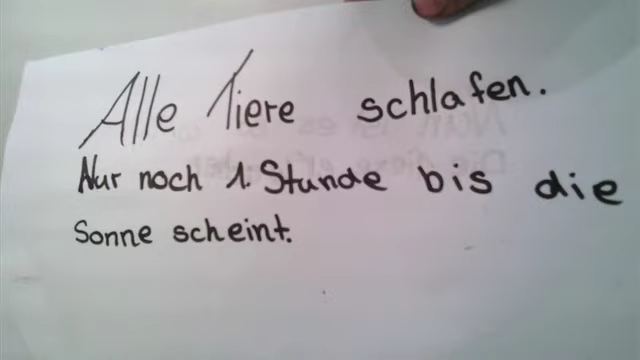 Alle Tiere schlafen.
Nur noch 1. Stunde bis die
Sonne scheint.